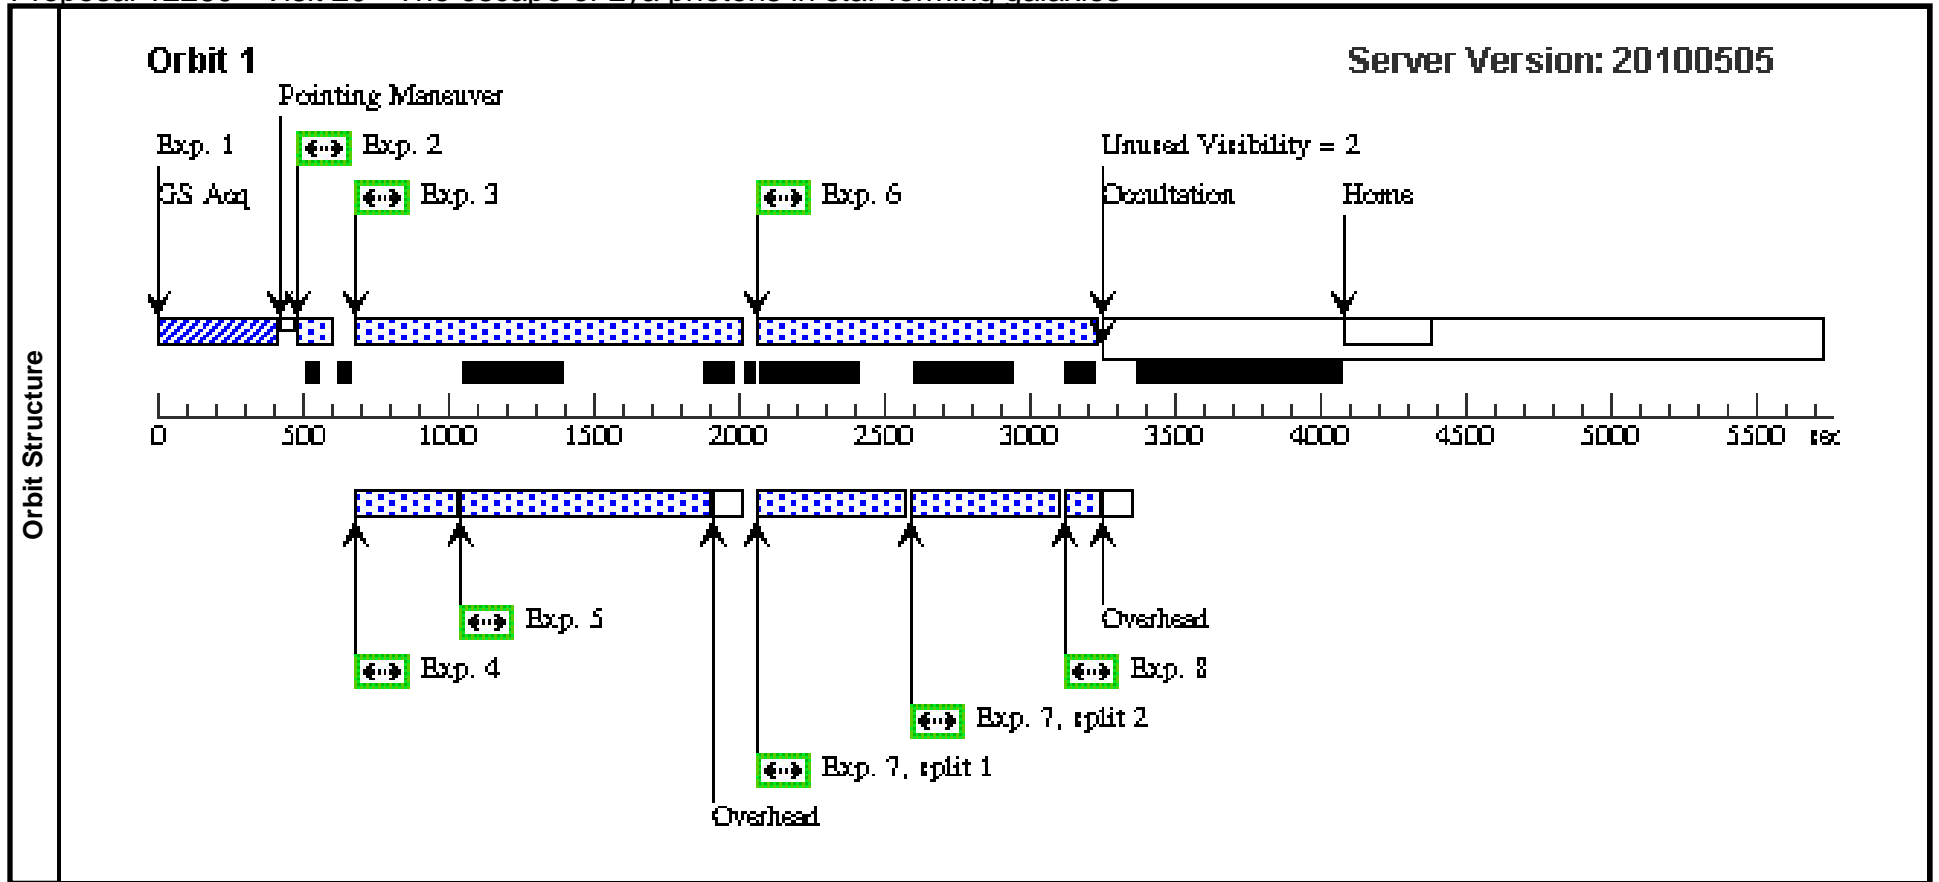 Orbit 1
Server Version: 20100505
Pointing Maneuver
Exp. 1
Exp. 2
Unused Visibility = 2
GS Acq
Exp. 3
Exp. 6
Occultation
Home
0 500 1000 1500 2000 2500 3000 3500 4000 4500 5000 5500 sec
Orbit Structure
Exp. 5
Overhead
Exp. 4
Exp. 8
Exp. 7, split 2
Exp. 7, split 1
Overhead